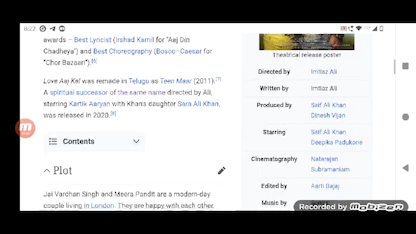 8:22
awards – Best Lyricist (Irshad Kamil for "Aaj Din
Chadheya") and Best Choreography (Bosco–Caesar for
"Chor Bazaari").[6]
Love Aaj Kal was remade in Telugu as Teen Maar (2011).[7]
A spiritual successor of the same name directed by Ali,
starring Kartik Aaryan with Khan's daughter Sara Ali Khan,
was released in 2020.[8]
Contents
Plot
Jai Vardhan Singh and Meera Pandit are a modern-day
couple living in London. They are happy with each other,
Theatrical release poster
Directed by Imtiaz Ali
Written by Imtiaz Ali
Produced by Saif Ali Khan
Dinesh Vijan
Starring Saif Ali Khan
Deepika Padukone
Cinematography Natarajan
Subramaniam
Edited by Aarti Bajaj
Music by
Recorded by Mobizen